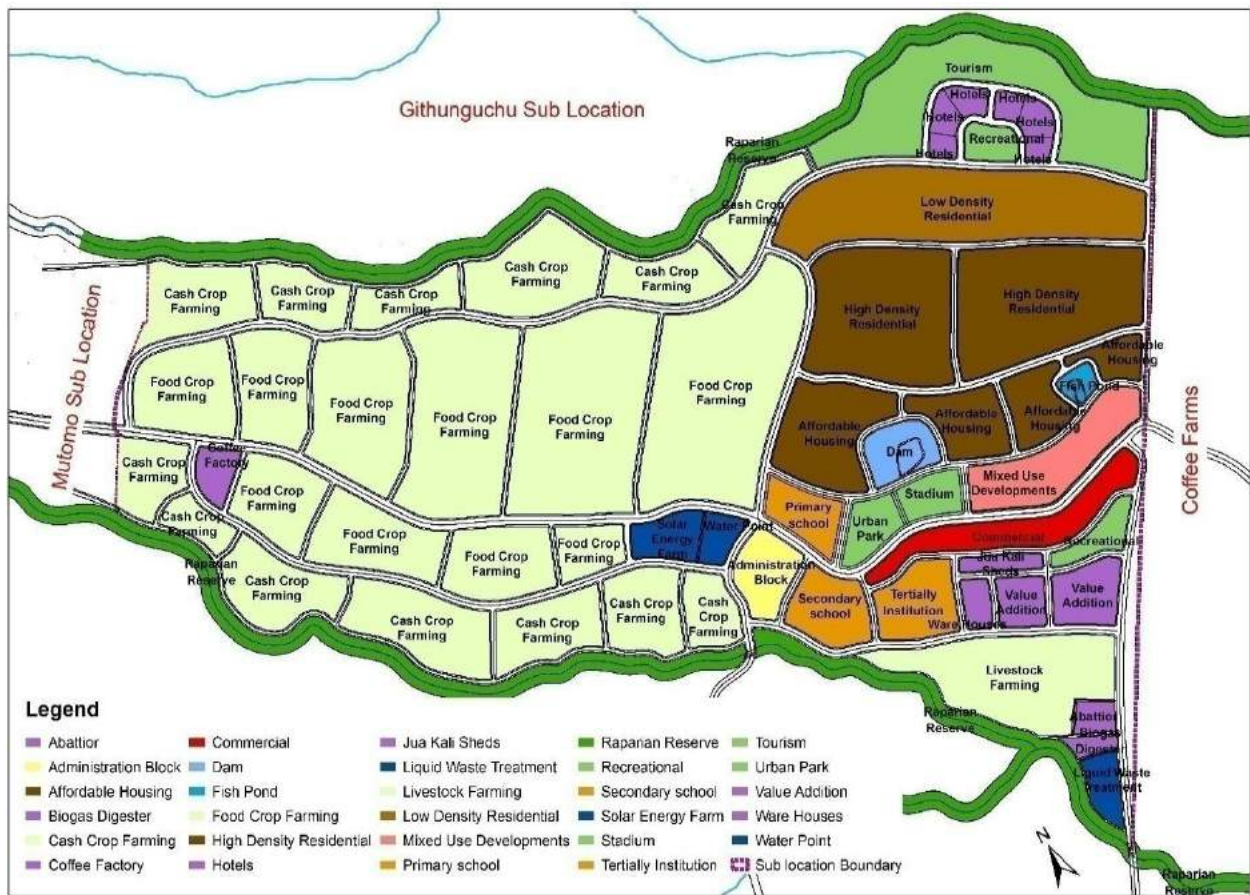 Tourism
Hotels
Hotels
Hotels
Hotels
Recreational
Hotels
Hotels
Githunguchu Sub Location
Raparian
Reserve
Cash Crop
Farming
Low Density
Residential
Cash Crop
Farming
Cash Crop
Farming
Cash Crop
Farming
Cash Crop
Farming
Cash Crop
Farming
High Density
Residential
High Density
Residential
Mutomo Sub Location
Coffee Farms
Affordable
Housing
Fish Pond
Food Crop
Farming
Food Crop
Farming
Food Crop
Farming
Food Crop
Farming
Food Crop
Farming
Food Crop
Farming
Affordable
Housing
Affordable
Housing
Affordable
Housing
Dam
Coffee
Factory
Cash Crop
Farming
Mixed Use
Developments
Stadium
Primary
school
Urban
Park
Food Crop
Farming
Cash Crop
Farming
Food Crop
Farming
Solar
Energy
Farm
Water Point
Commercial
Recreational
Jua Kali
Sheds
Food Crop
Farming
Food Crop
Farming
Administration
Block
Raparian
Reserve
Cash Crop
Farming
Secondary
school
Tertially
Institution
Value
Addition
Value
Addition
Ware Houses
Cash Crop
Farming
Cash Crop
Farming
Cash Crop
Farming
Cash
Crop
Farming
Livestock
Farming
Raparian
Reserve
Abattior
Biogas
Digester
Liquid Waste
Treatment
Raparian
Reserve
N
Legend
Abattior
Administration Block
Affordable Housing
Biogas Digester
Cash Crop Farming
Coffee Factory
Commercial
Dam
Fish Pond
Food Crop Farming
High Density Residential
Hotels
Jua Kali Sheds
Liquid Waste Treatment
Livestock Farming
Low Density Residential
Mixed Use Developments
Primary school
Raparian Reserve
Recreational
Secondary school
Solar Energy Farm
Stadium
Tertially Institution
Tourism
Urban Park
Value Addition
Ware Houses
Water Point
Sub location Boundary